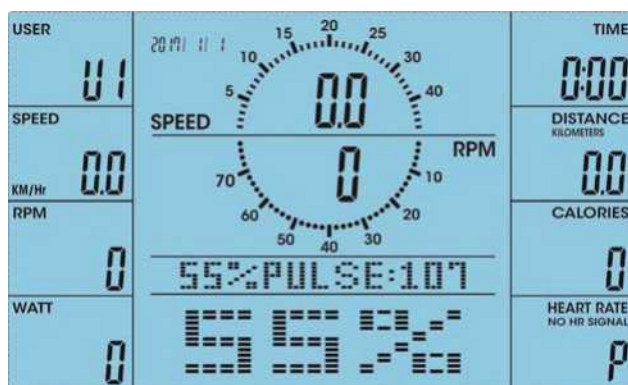 USER
U1
SPEED
KM/Hr 0.0
RPM
0
WATT
0
2017/ 1/ 1
5 10 15 20 25 30 40
0.0
SPEED
RPM
0
70 60 50 40 30 20 10
55%PULSE:107
55%
TIME
0:00
DISTANCE
KILOMETERS
0.0
CALORIES
0
HEART RATE
NO HR SIGNAL
P